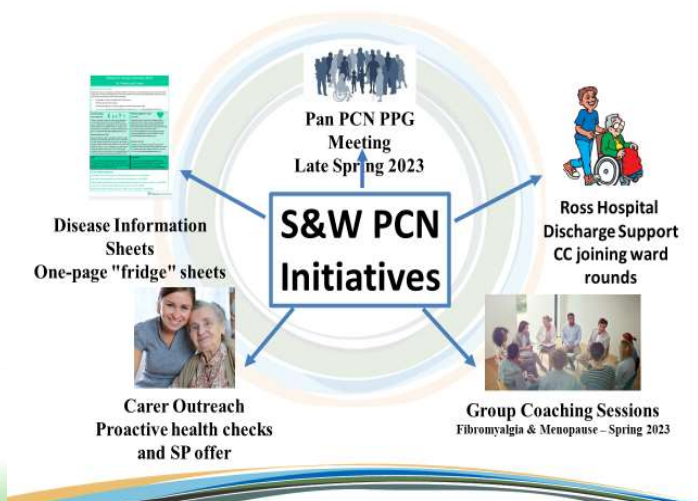 Pan PCN PPG
Meeting
Late Spring 2023
S&W PCN
Initiatives
Disease Information
Sheets
One-page "fridge" sheets
Ross Hospital
Discharge Support
CC joining ward
rounds
Carer Outreach
Proactive health checks
and SP offer
Group Coaching Sessions
Fibromyalgia & Menopause – Spring 2023